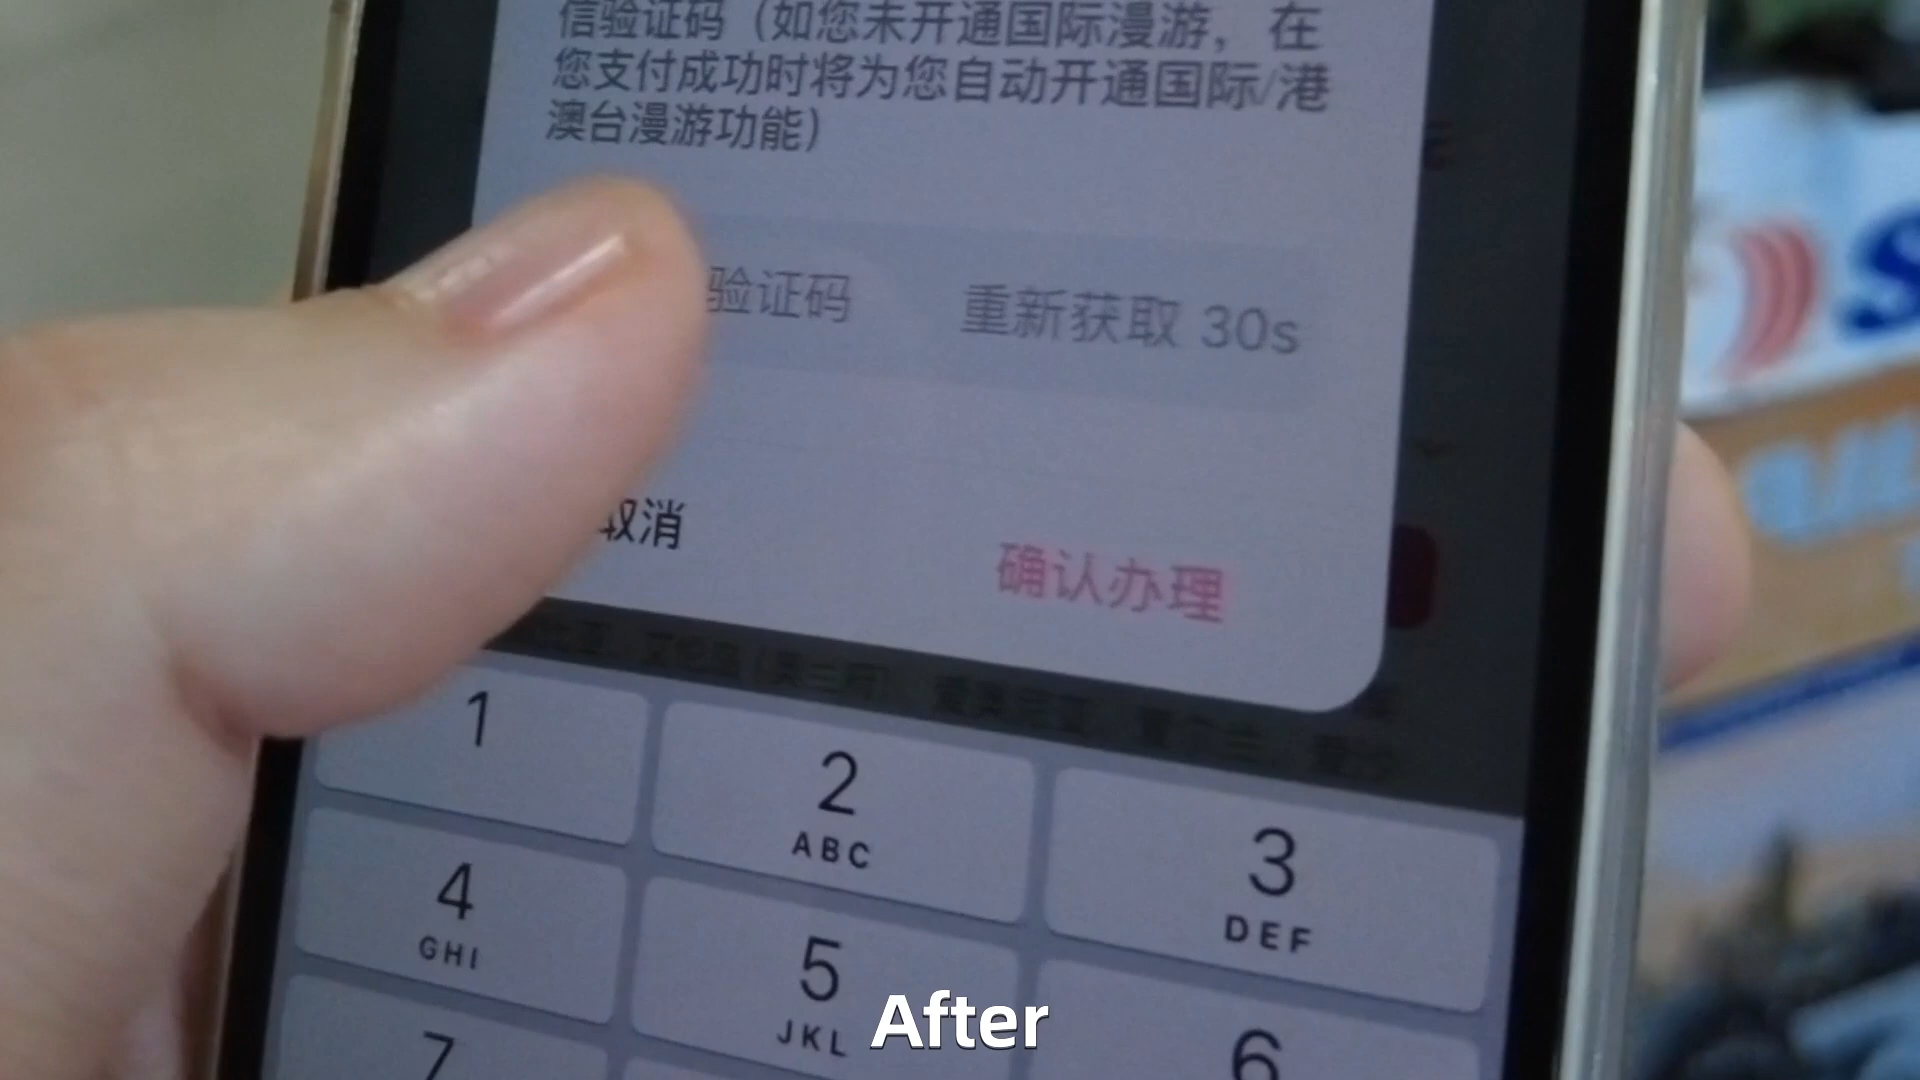 信验证码（如您未开通国际漫游，在
您支付成功时将为您自动开通国际/港
澳台漫游功能）
验证码 重新获取 30s
取消 确认办理
1
2
ABC
3
DEF
4
GHI
5
JKL
6
7
After